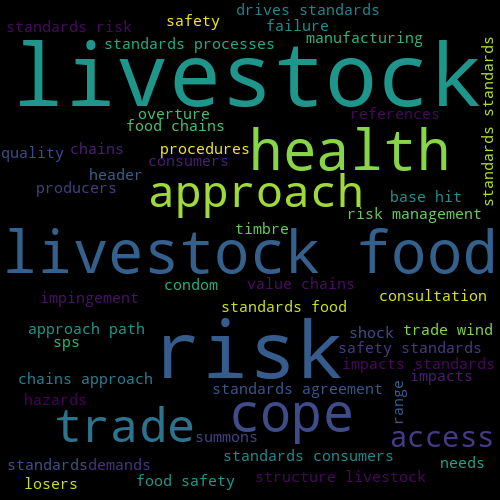 drives standards
standards risk
safety
failure
standards processes
manufacturing
livestock
standards standards
overture
references
food chains
health
quality
chains
procedures
consumers
header
approach
producers
base hit
risk management
timbre
livestock food
condom
value chains
impingement
consultation
standards food
approach path
risk
shock
trade wind
sps
safety standards
impacts standards
chains approach
impacts
standards agreement
hazards
range
trade
cope
summons
access
standards consumers
standardsdemands
needs
losers
food safety
structure livestock